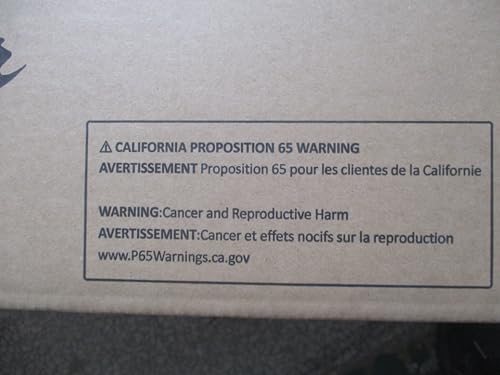 ⚠ CALIFORNIA PROPOSITION 65 WARNING
AVERTISSEMENT Proposition 65 pour les clientes de la Californie
WARNING:Cancer and Reproductive Harm
AVERTISSEMENT:Cancer et effets nocifs sur la reproduction
www.P65Warnings.ca.gov